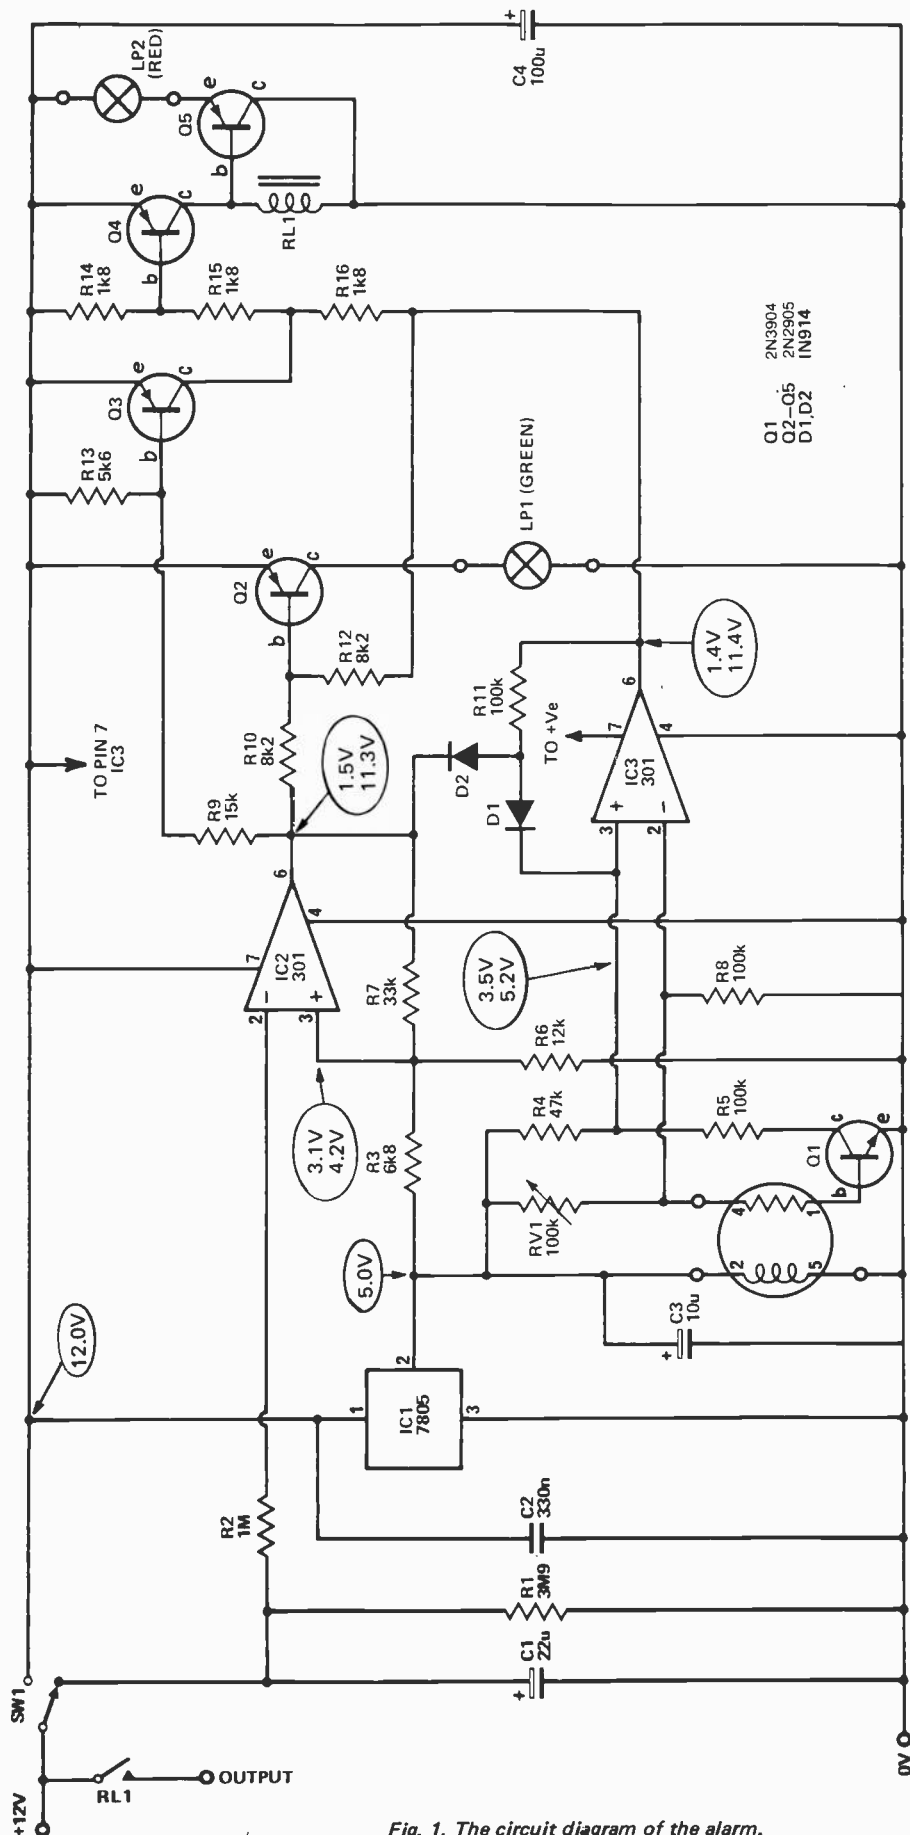 +12V
RL1
OUTPUT
SW1
0V
C1
22u
+
R1
3M9
C2
330n
R2
1M
12.0V
IC1
7805
1
2
3
5.0V
C3
10u
+
2
5
4
1
RV1
100k
R3
6k8
R4
47k
R5
100k
Q1
b
c
e
3.1V
4.2V
R6
12k
R7
33k
R8
100k
3.5V
5.2V
IC2
301
2
3
−
+
7
4
6
R9
15k
1.5V
11.3V
R10
8k2
TO PIN 7
IC3
D2
D1
R11
100k
TO +Ve
IC3
301
3
2
+
−
7
4
6
1.4V
11.4V
R12
8k2
Q2
b
e
c
LP1 (GREEN)
R13
5k6
Q3
b
e
c
R14
1k8
R15
1k8
R16
1k8
Q4
b
e
c
RL1
Q5
b
e
c
LP2
(RED)
C4
100u
+
Q1 2N3904
Q2–Q5 2N2905
D1,D2 IN914
Fig. 1. The circuit diagram of the alarm.